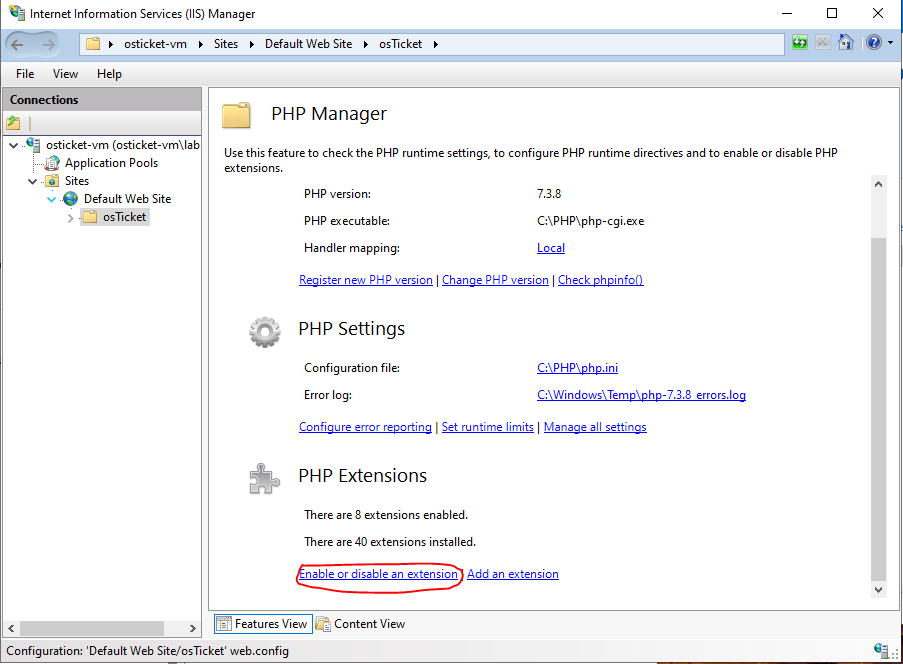 Internet Information Services (IIS) Manager
osticket-vm Sites Default Web Site osTicket
File View Help
Connections
osticket-vm (osticket-vm\lab
Application Pools
Sites
Default Web Site
osTicket
PHP Manager
Use this feature to check the PHP runtime settings, to configure PHP runtime directives and to enable or disable PHP
extensions.
PHP version: 7.3.8
PHP executable: C:\PHP\php-cgi.exe
Handler mapping: Local
Register new PHP version | Change PHP version | Check phpinfo()
PHP Settings
Configuration file: C:\PHP\php.ini
Error log: C:\Windows\Temp\php-7.3.8_errors.log
Configure error reporting | Set runtime limits | Manage all settings
PHP Extensions
There are 8 extensions enabled.
There are 40 extensions installed.
Enable or disable an extension | Add an extension
Features View Content View
Configuration: 'Default Web Site/osTicket' web.config